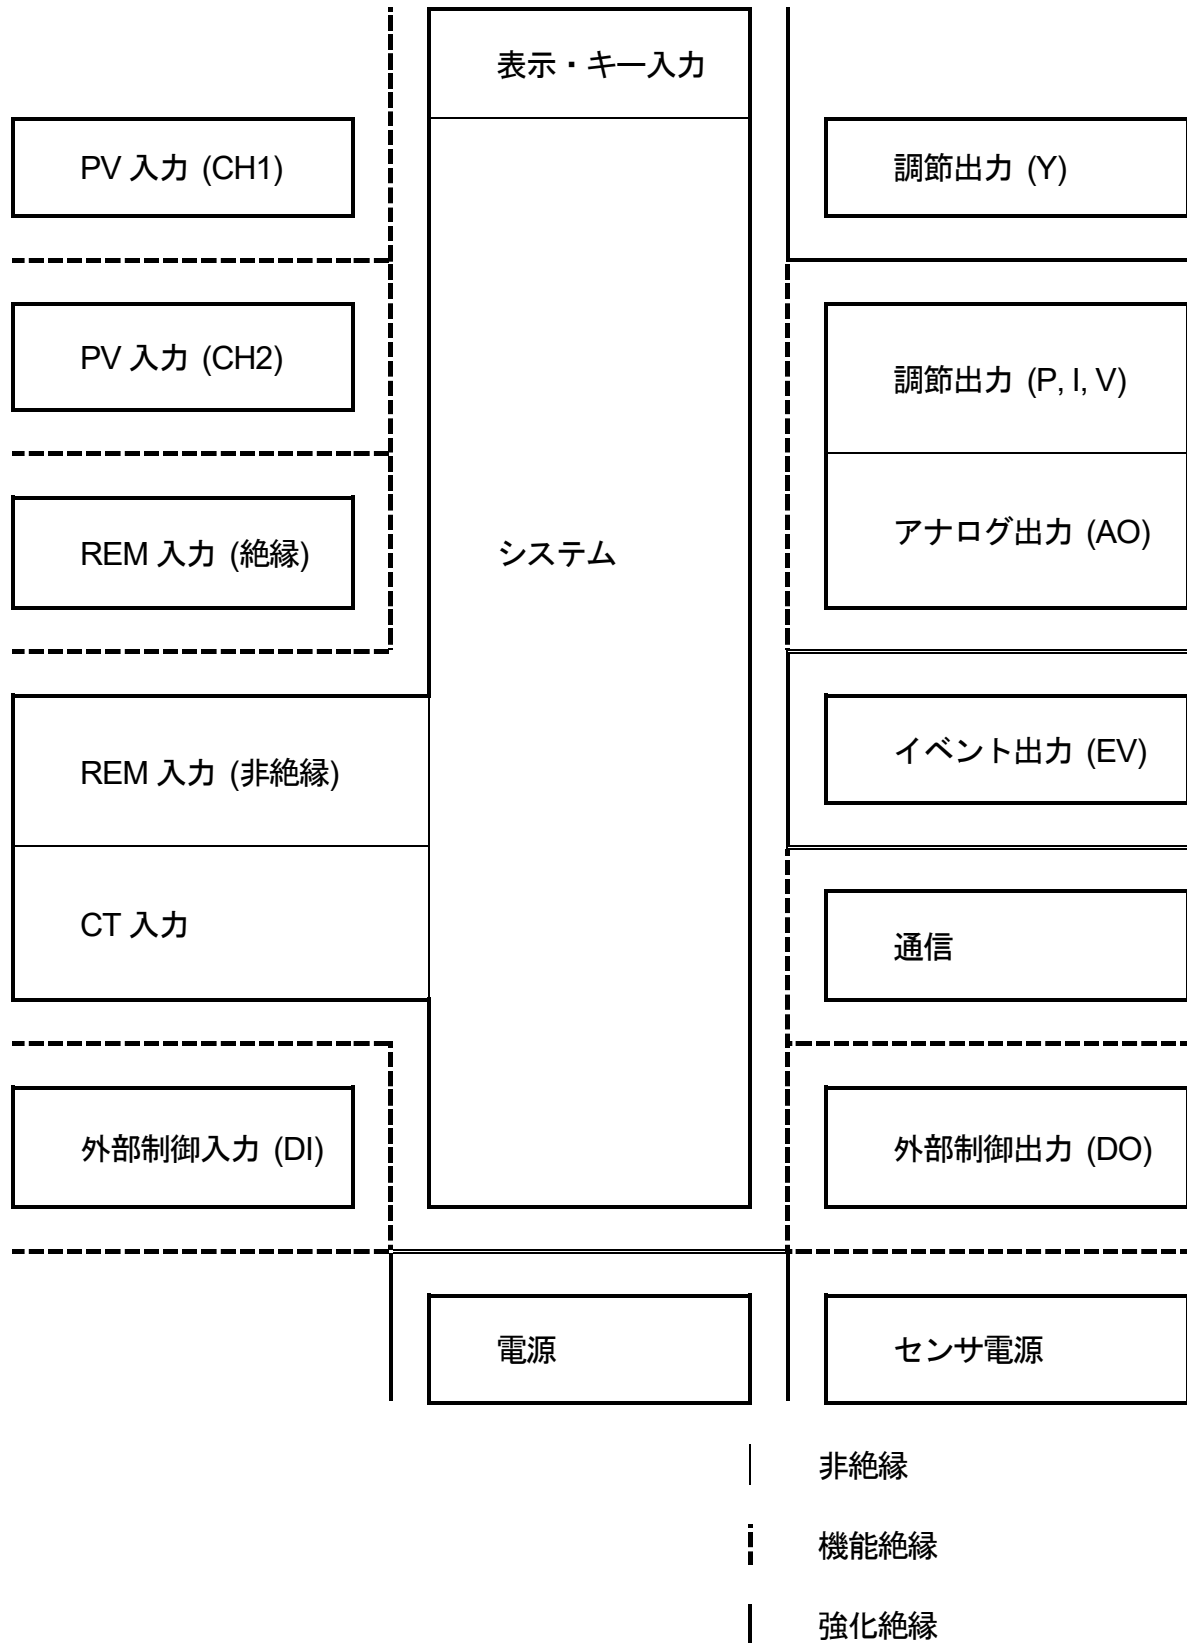 表示・キー入力
PV 入力 (CH1)
調節出力 (Y)
PV 入力 (CH2)
調節出力 (P, I, V)
REM 入力 (絶縁)
システム
アナログ出力 (AO)
REM 入力 (非絶縁)
イベント出力 (EV)
CT 入力
通信
外部制御入力 (DI)
外部制御出力 (DO)
電源
センサ電源
非絶縁
機能絶縁
強化絶縁